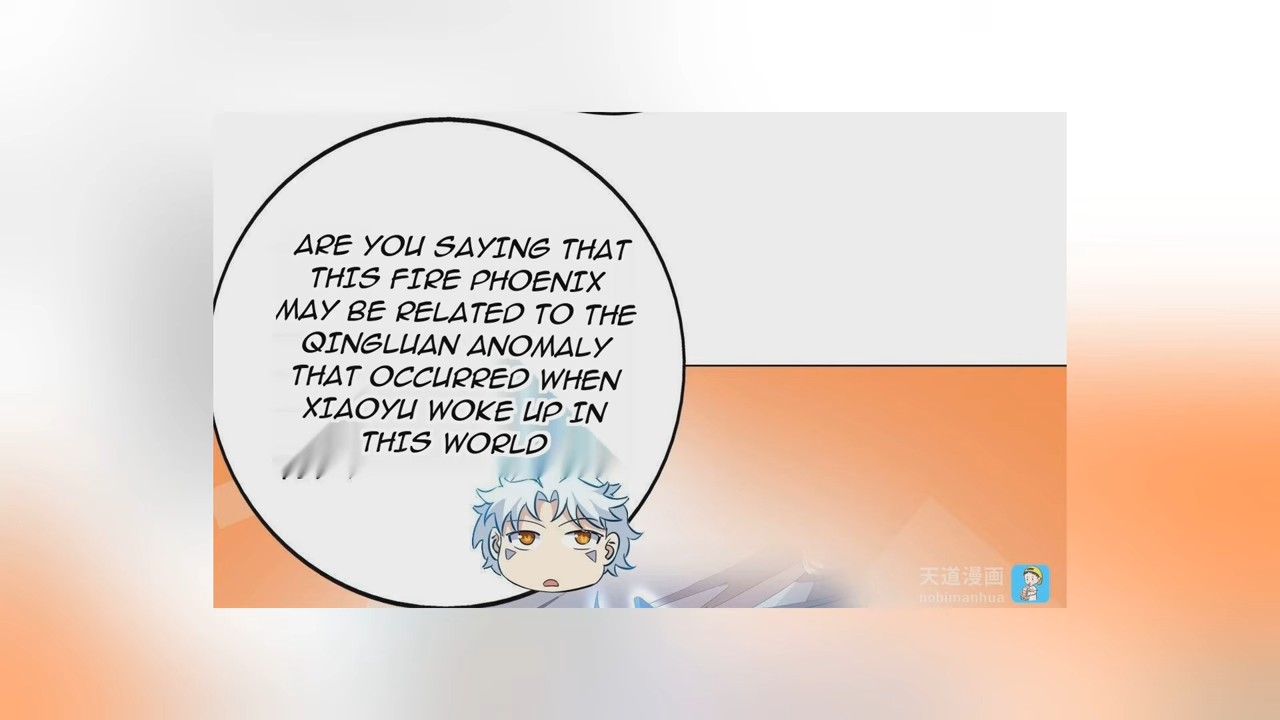 ARE YOU SAYING THAT
THIS FIRE PHOENIX
MAY BE RELATED TO THE
QINGLUAN ANOMALY
THAT OCCURRED WHEN
XIAOYU WOKE UP IN
THIS WORLD
天道漫画
nobimanhua